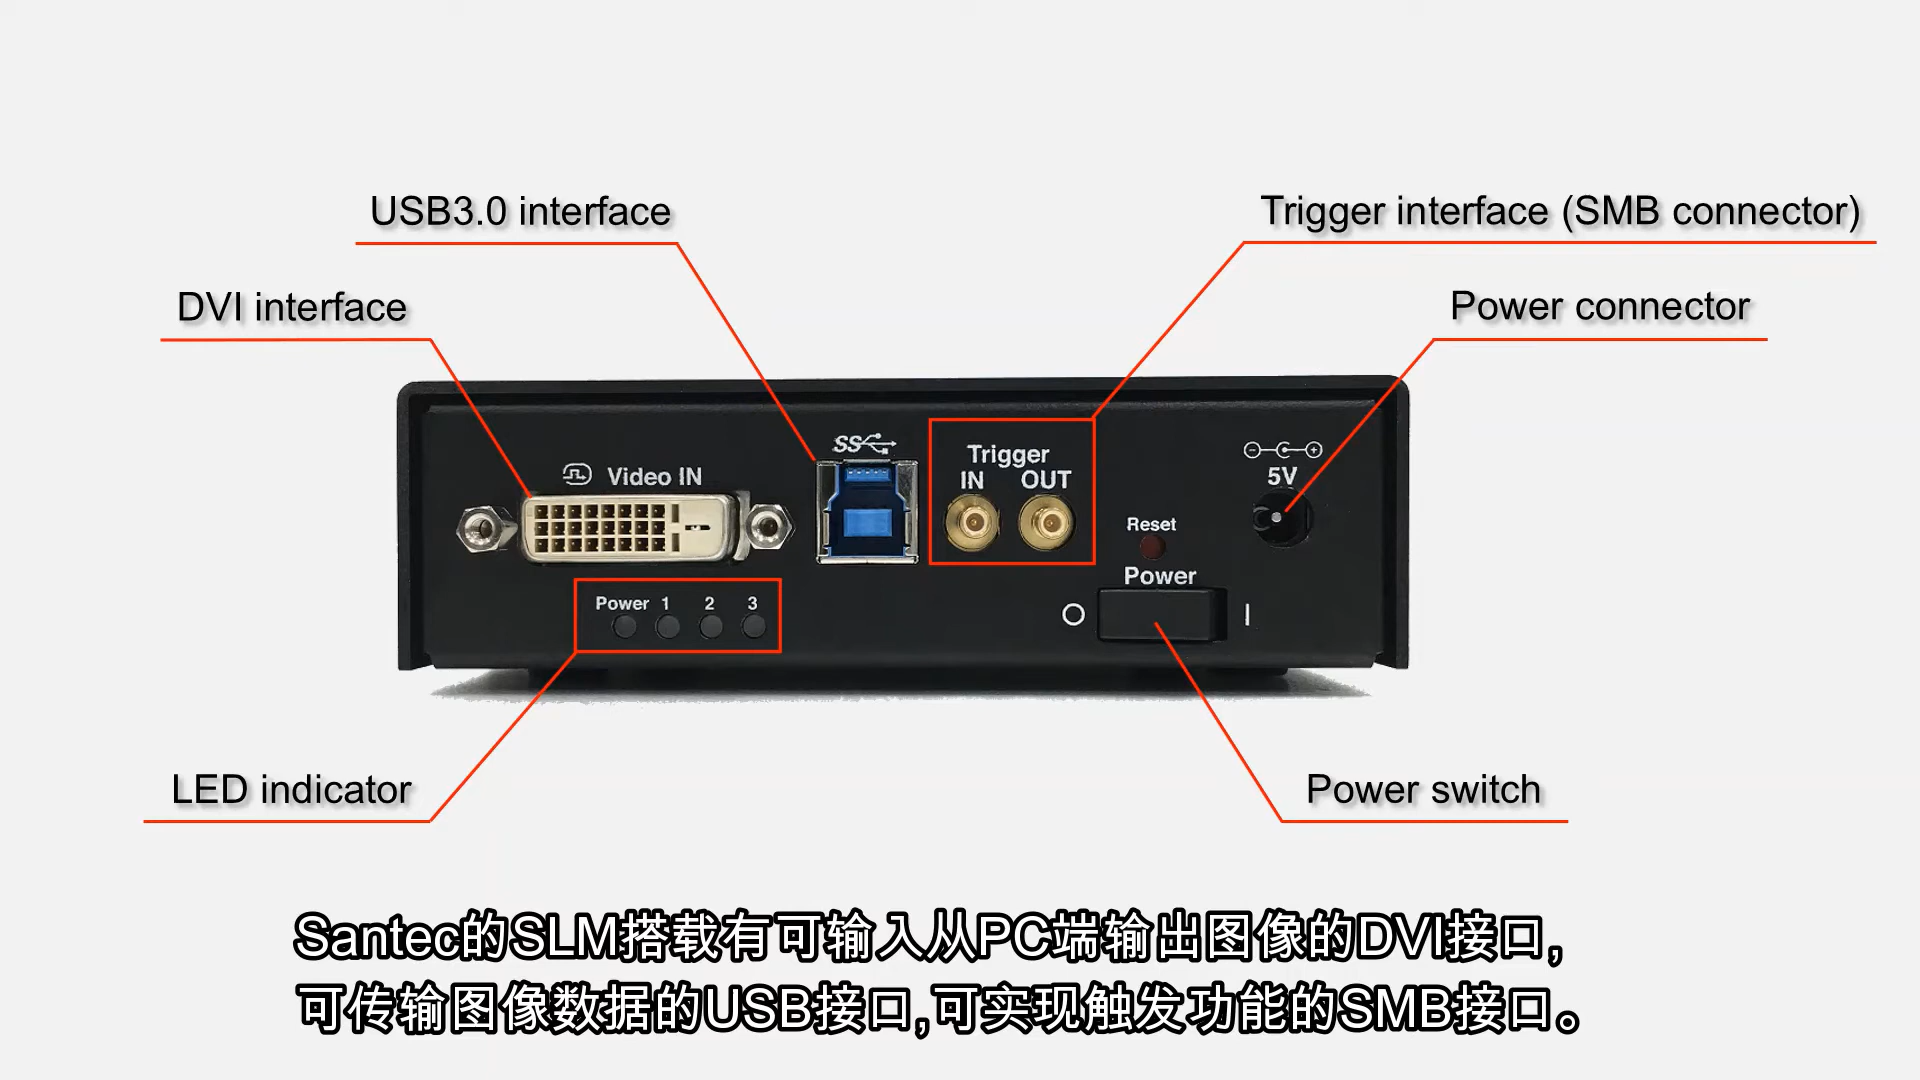 USB3.0 interface
Trigger interface (SMB connector)
DVI interface
Power connector
SS
Trigger
IN OUT
5V
Video IN
Reset
Power
Power 1 2 3
LED indicator
Power switch
Santec的SLM搭载有可输入从PC端输出图像的DVI接口,
可传输图像数据的USB接口,可实现触发功能的SMB接口。